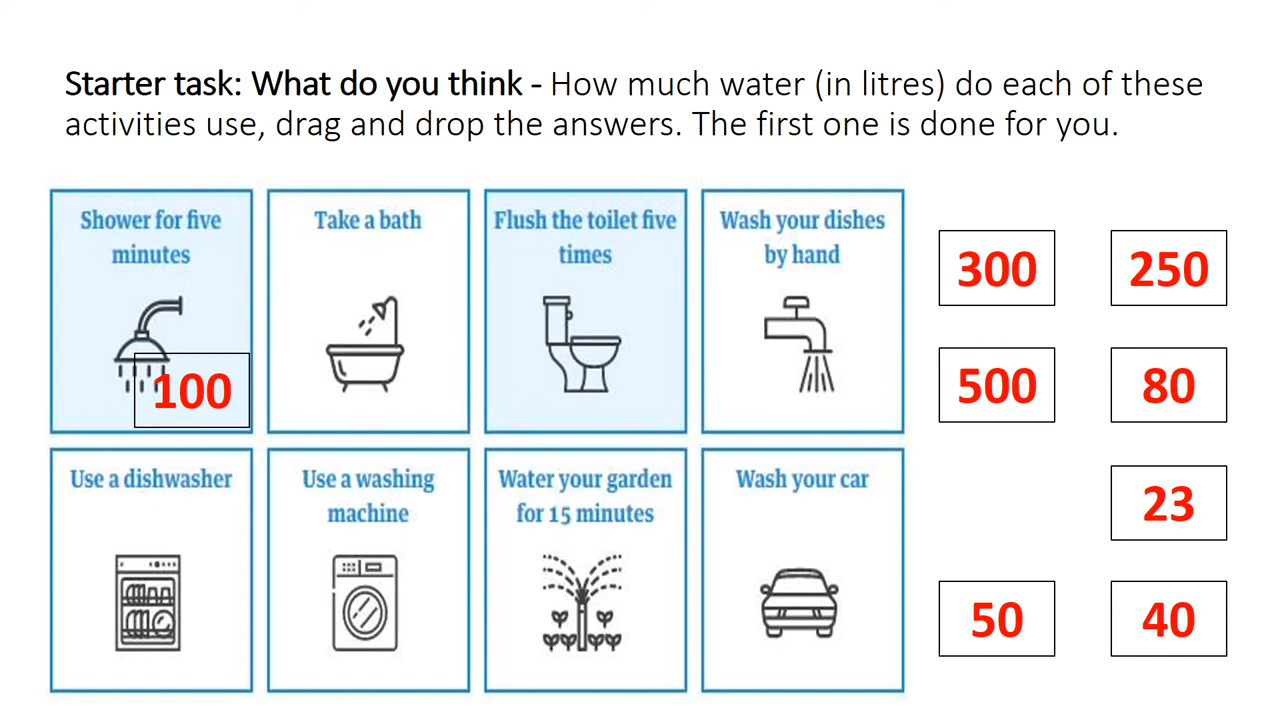 Starter task: What do you think - How much water (in litres) do each of these
activities use, drag and drop the answers. The first one is done for you.
Shower for five
minutes
100
Take a bath
Flush the toilet five
times
Wash your dishes
by hand
Use a dishwasher
Use a washing
machine
Water your garden
for 15 minutes
Wash your car
300
250
500
80
23
50
40